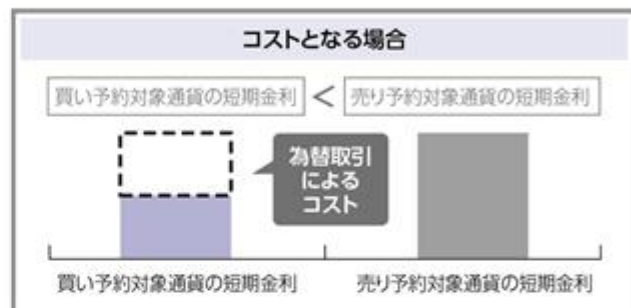 コストとなる場合
買い予約対象通貨の短期金利 < 売り予約対象通貨の短期金利
為替取引
による
コスト
買い予約対象通貨の短期金利 売り予約対象通貨の短期金利